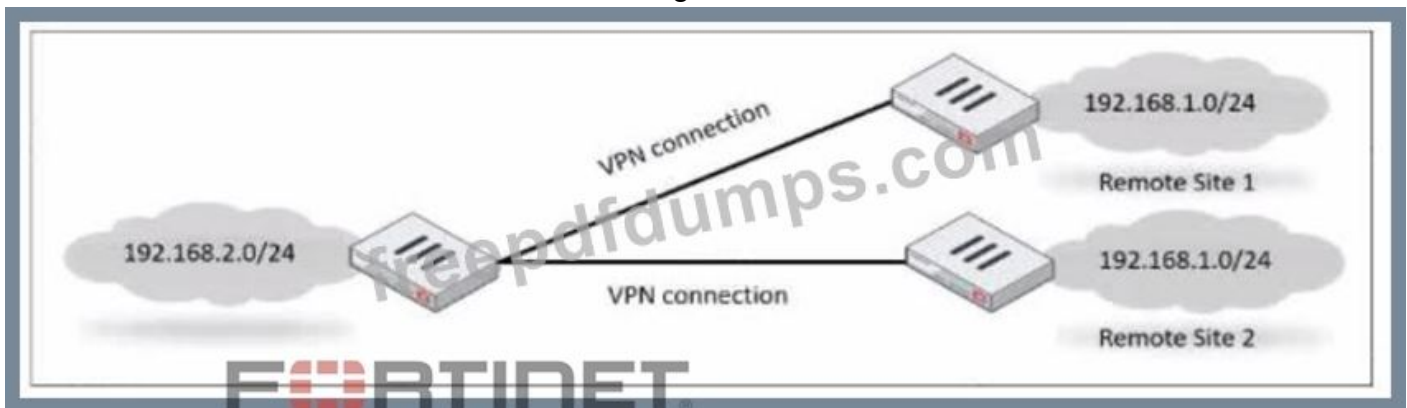 VPN connection
192.168.1.0/24
Remote Site 1
192.168.2.0/24
VPN connection
192.168.1.0/24
Remote Site 2
freepdfdumps.com
FORTINET